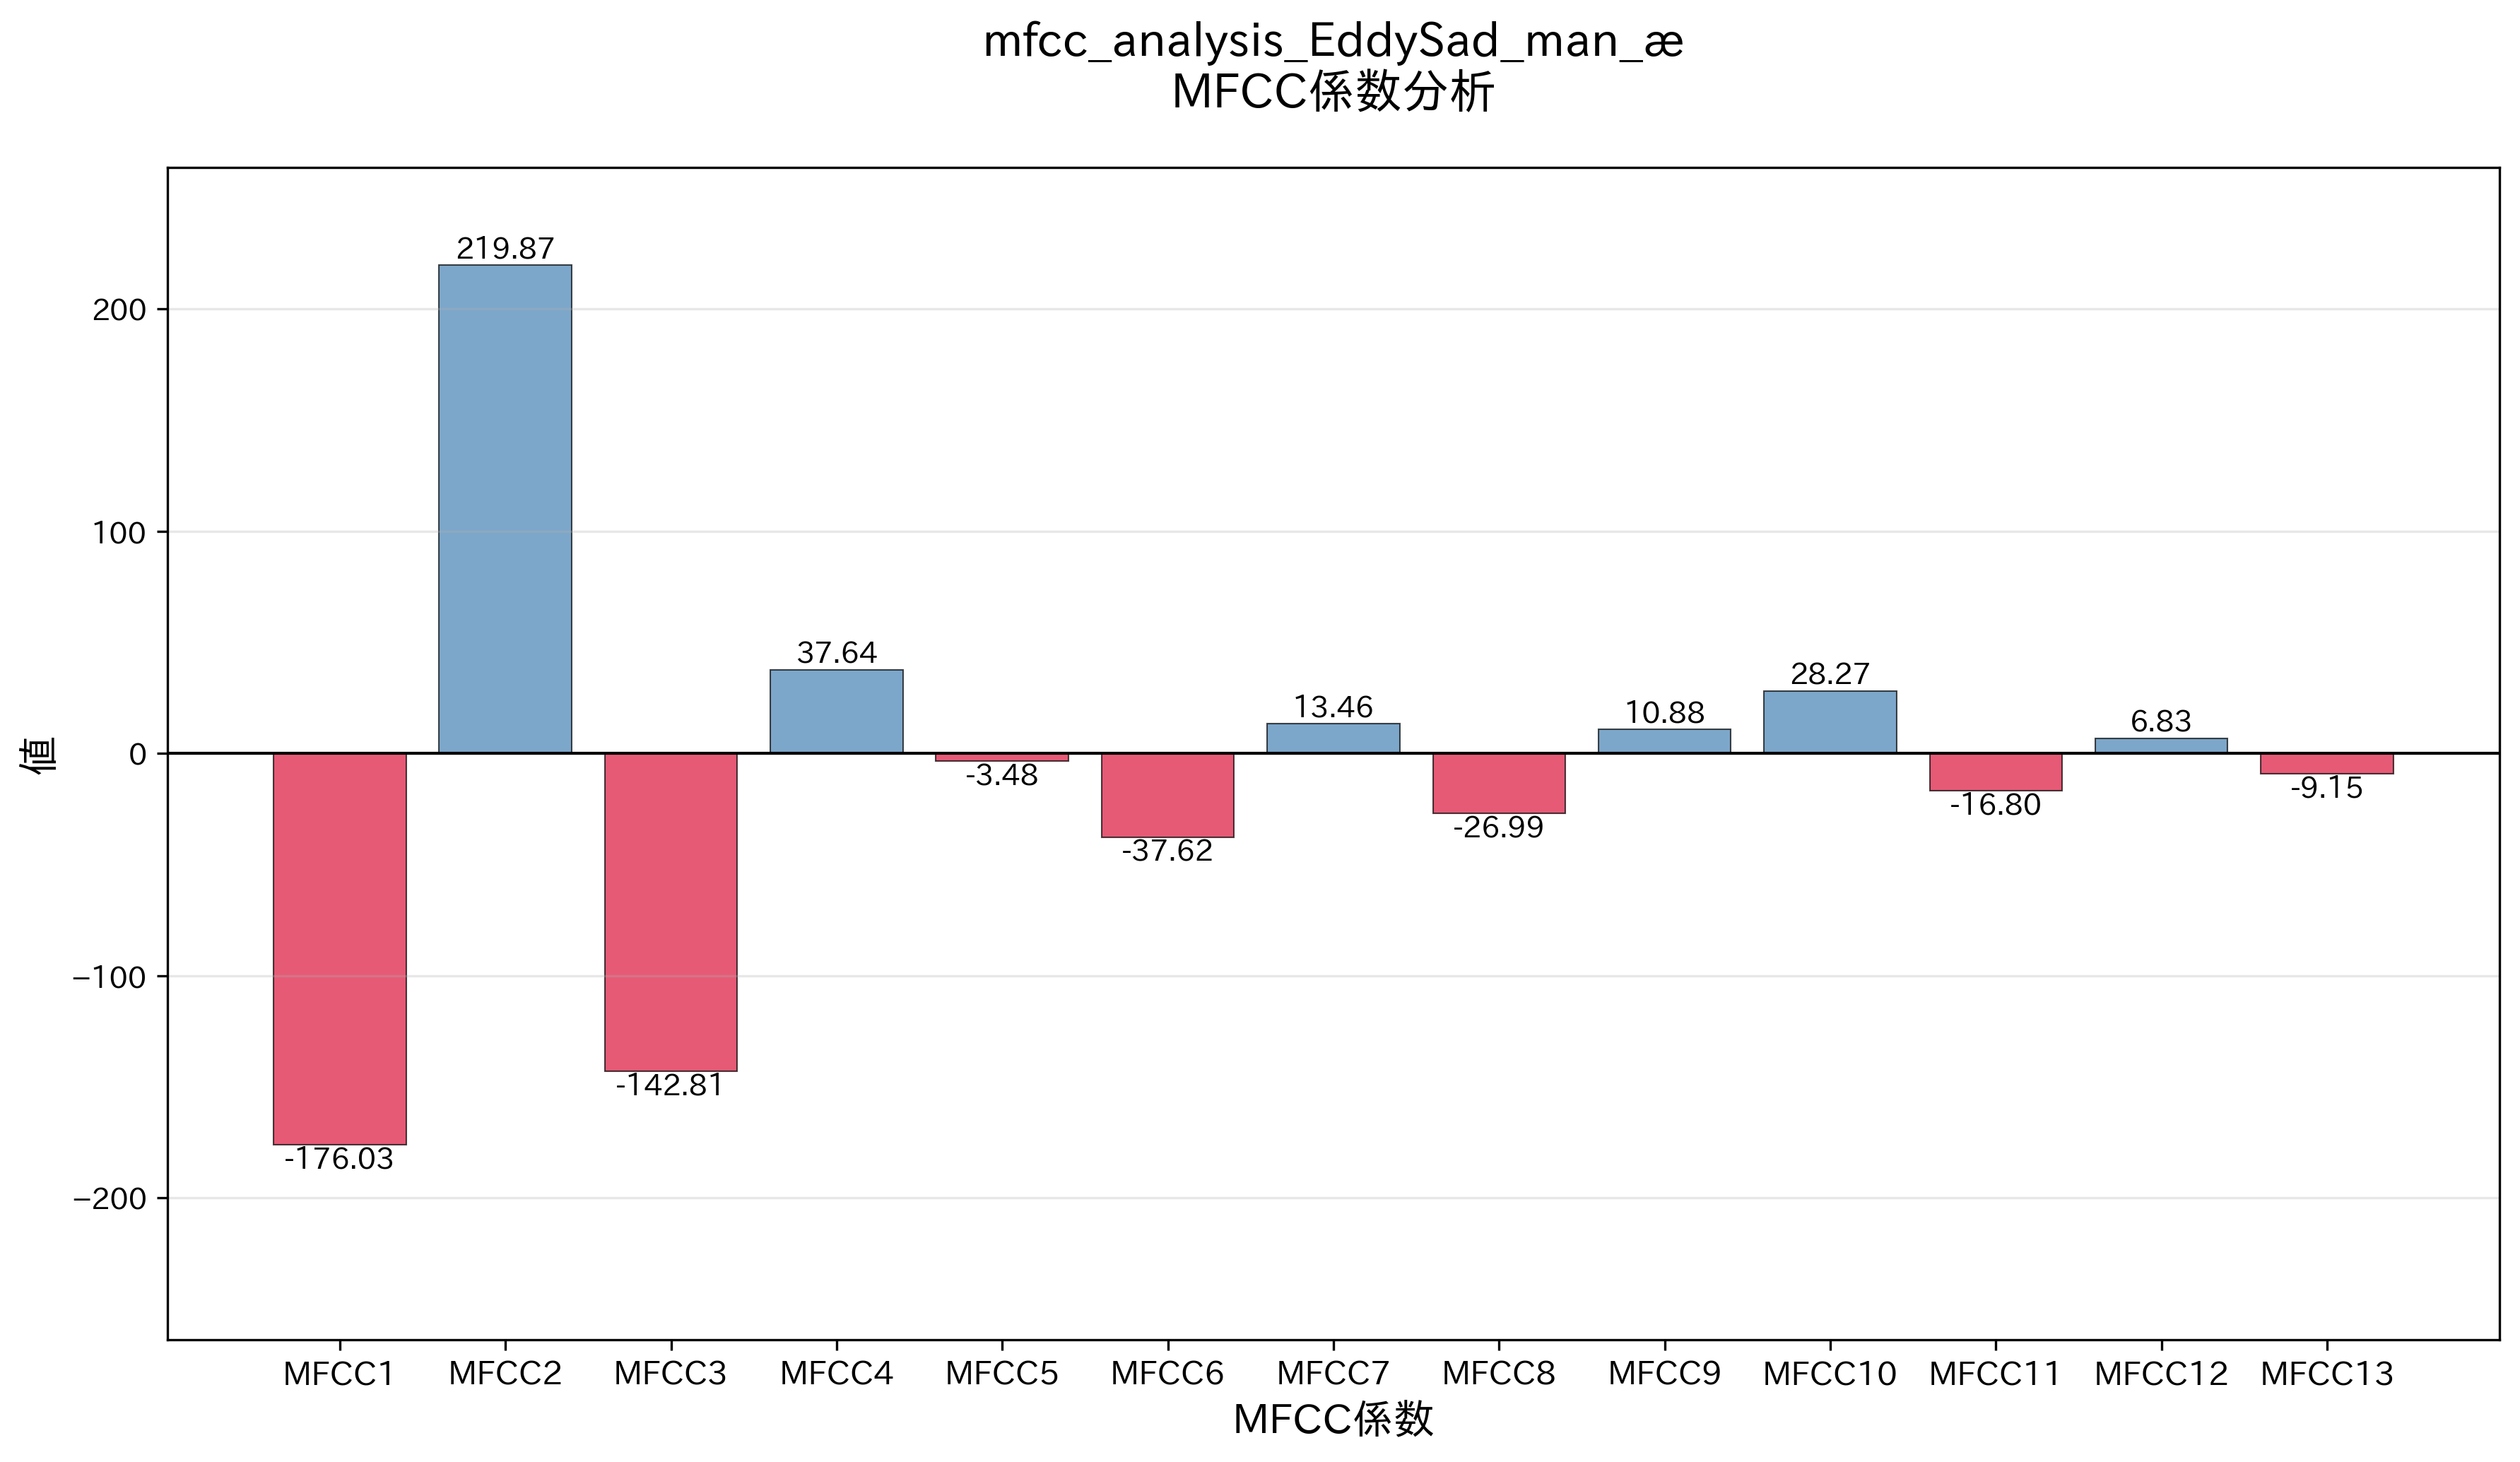 mfcc_analysis_EddySad_man_æ
MFCC係数分析
値
200
100
0
−100
−200
219.87
37.64
13.46
10.88
28.27
6.83
-176.03
-142.81
-3.48
-37.62
-26.99
-16.80
-9.15
MFCC1
MFCC2
MFCC3
MFCC4
MFCC5
MFCC6
MFCC7
MFCC8
MFCC9
MFCC10
MFCC11
MFCC12
MFCC13
MFCC係数